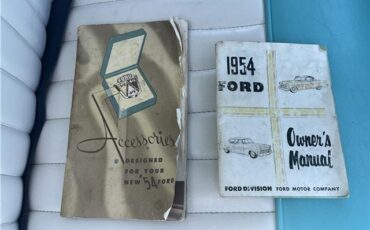 Accessories
DESIGNED
FOR YOUR
NEW '54 FORD
1954
FORD
Owner's
Manual
FORD DIVISION FORD MOTOR COMPANY